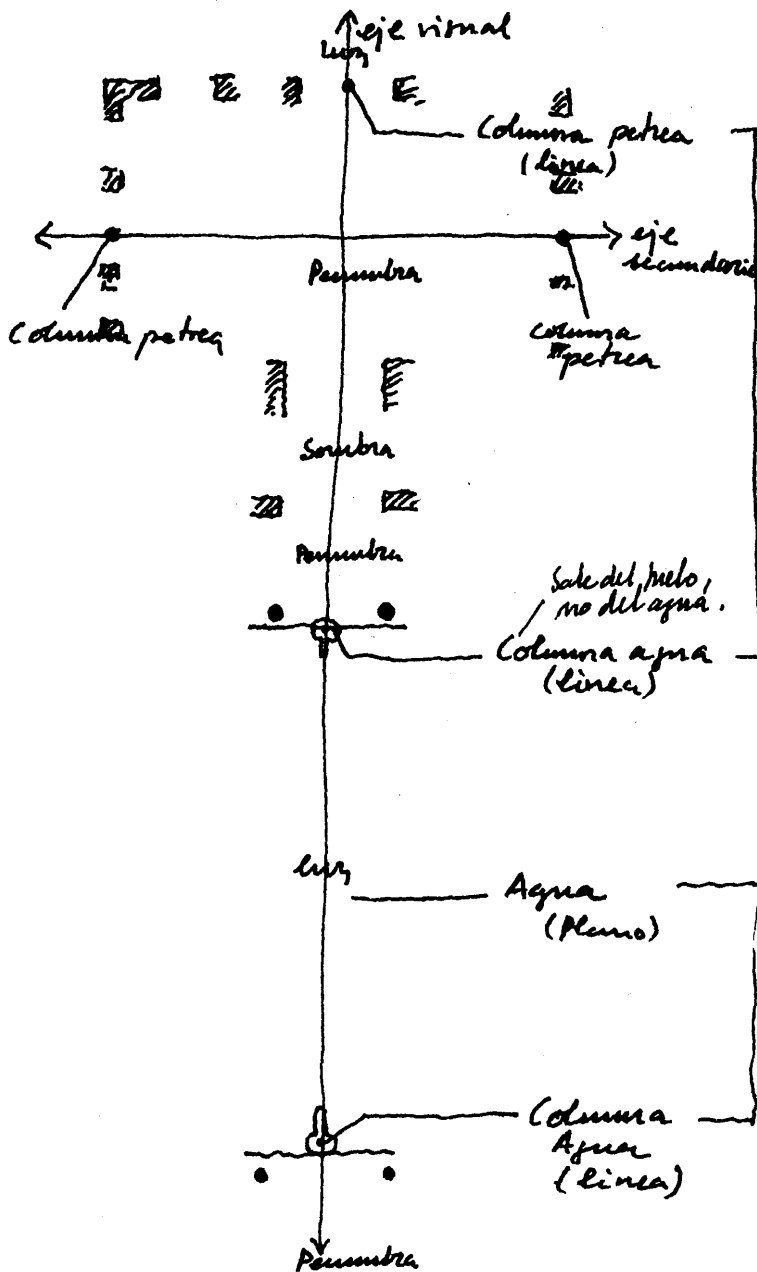 eje visual
Luz
Columna petrea
(linea)
eje
secundario
Penumbra
Columna petrea
columna
petrea
Sombra
Penumbra
Sale del suelo,
no del agua.
Columna agua
(linea)
luz
Agua
(Plano)
Columna
Agua
(linea)
Penumbra